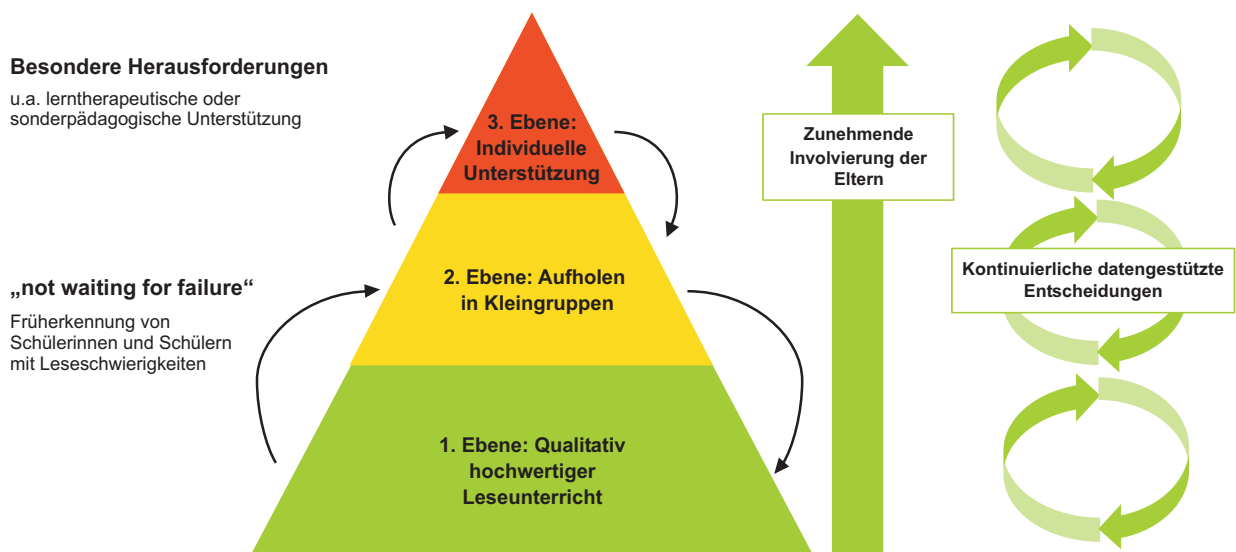 Besondere Herausforderungen
u.a. lerntherapeutische oder
sonderpädagogische Unterstützung
„not waiting for failure“
Früherkennung von
Schülerinnen und Schülern
mit Leseschwierigkeiten
3. Ebene:
Individuelle
Unterstützung
2. Ebene: Aufholen
in Kleingruppen
1. Ebene: Qualitativ
hochwertiger
Leseunterricht
Zunehmende
Involvierung der
Eltern
Kontinuierliche datengestützte
Entscheidungen